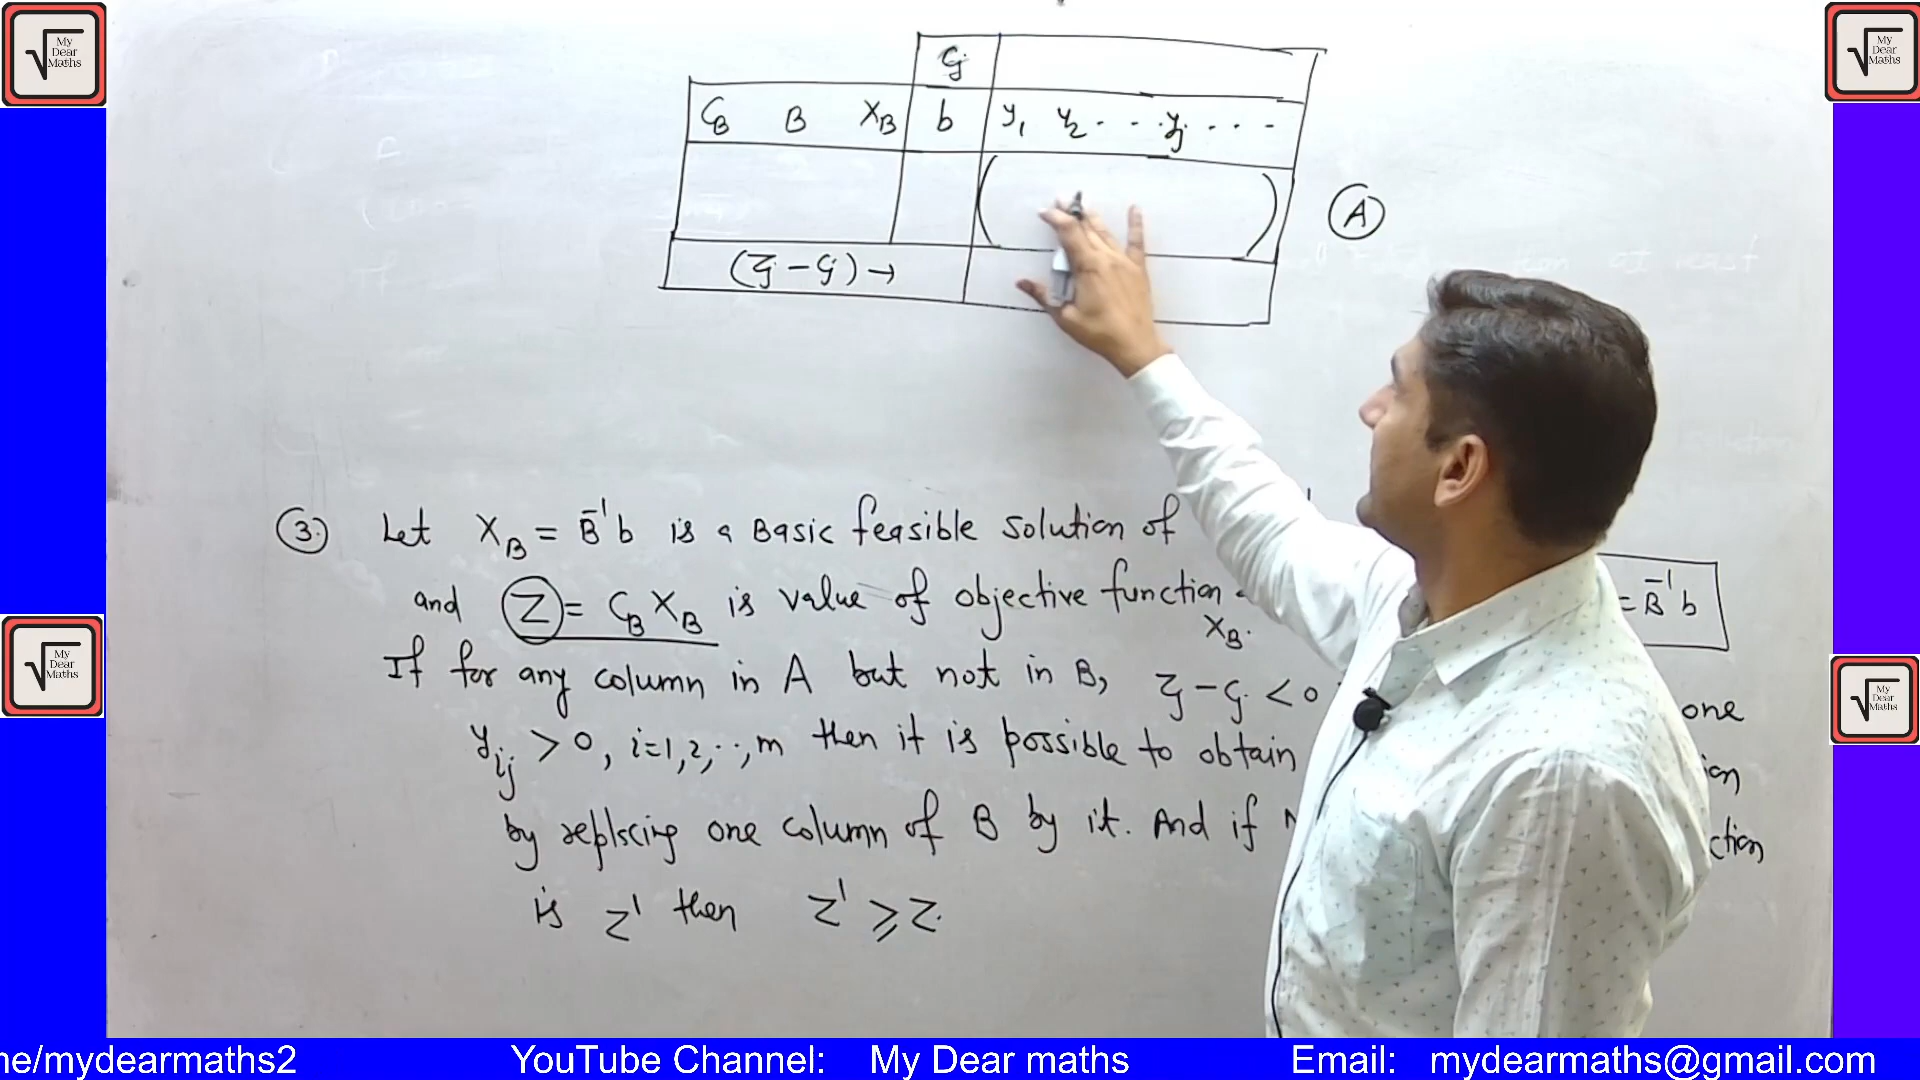 My Dear Maths
My Dear Maths
Cj
CB B XB b y1 y2 . . . yj . . .
A
(zj - cj) →
3. Let XB = B⁻¹b is a Basic feasible solution of
= B⁻¹b
and Z = CB XB is value of objective function
XB.
If for any column in A but not in B, zj - cj < 0
one
yij > 0, i=1,2,..,m then it is possible to obtain
by replscing one column of B by it. And if
ction
is Z' then Z' ⩾ Z.
My Dear Maths
My Dear Maths
ne/mydearmaths2 YouTube Channel: My Dear maths Email: mydearmaths@gmail.com